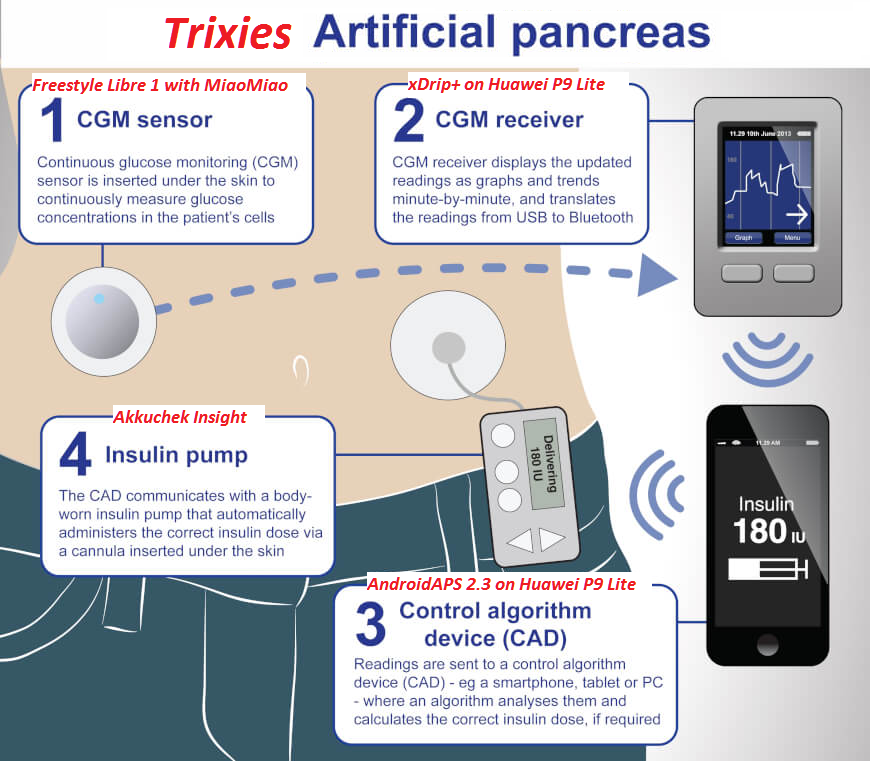 Trixies Artificial pancreas
Freestyle Libre 1 with MiaoMiao
1 CGM sensor
Continuous glucose monitoring (CGM)
sensor is inserted under the skin to
continuously measure glucose
concentrations in the patient's cells
xDrip+ on Huawei P9 Lite
2 CGM receiver
CGM receiver displays the updated
readings as graphs and trends
minute-by-minute, and translates
the readings from USB to Bluetooth
11.29 10th June 2013
160
40
Graph
Menu
Akkuchek Insight
4 Insulin pump
The CAD communicates with a body-
worn insulin pump that automatically
administers the correct insulin dose via
a cannula inserted under the skin
Delivering
180 IU
11.29 AM
Insulin
180 IU
AndroidAPS 2.3 on Huawei P9 Lite
3 Control algorithm
device (CAD)
Readings are sent to a control algorithm
device (CAD) - eg a smartphone, tablet or PC
- where an algorithm analyses them and
calculates the correct insulin dose, if required